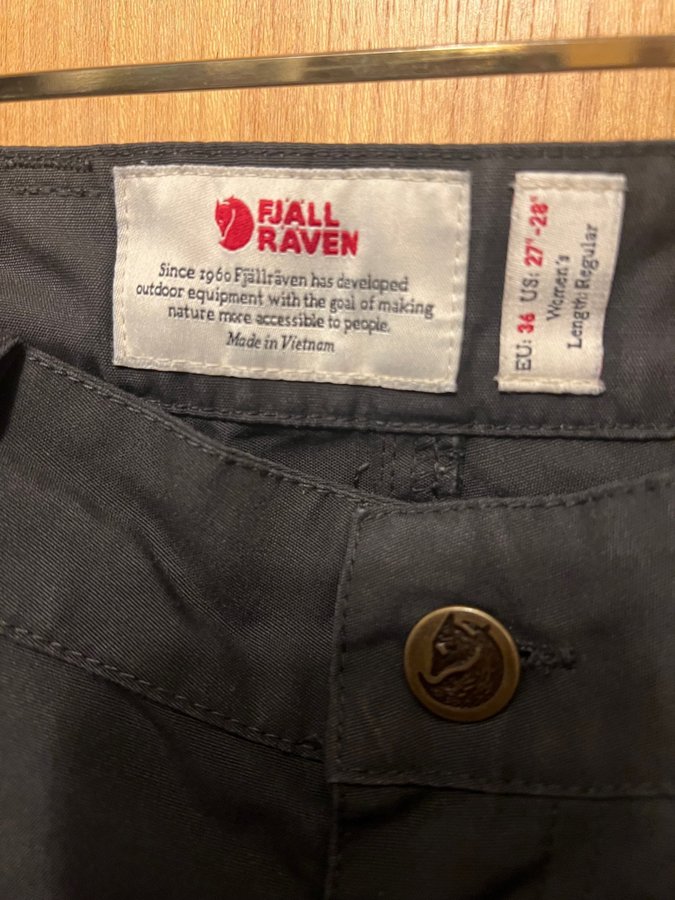 FJÄLL
RÄVEN
Since 1960 Fjällräven has developed
outdoor equipment with the goal of making
nature more accessible to people.
Made in Vietnam
EU: 36 US: 27"-28"
Women's
Length: Regular